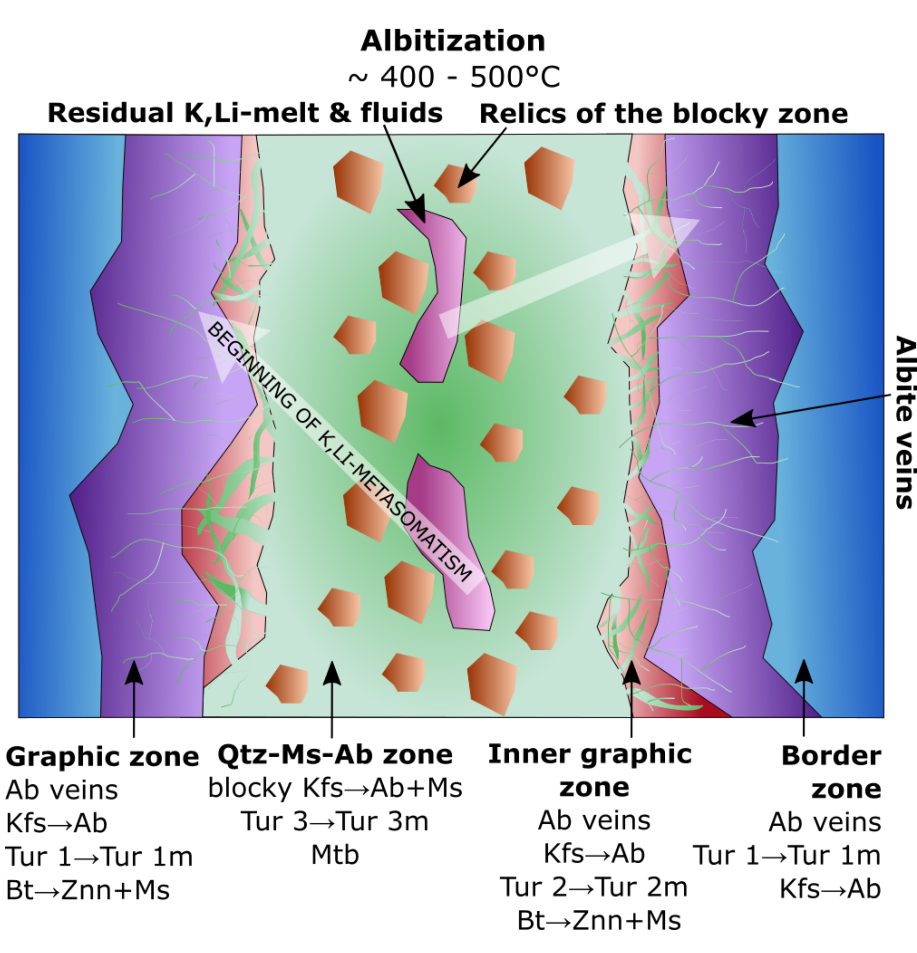 Albitization
~ 400 - 500°C
Residual K,Li-melt & fluids
Relics of the blocky zone
BEGINNING OF K,LI-METASOMATISM
Albite veins
Graphic zone
Ab veins
Kfs→Ab
Tur 1→Tur 1m
Bt→Znn+Ms
Qtz-Ms-Ab zone
blocky Kfs→Ab+Ms
Tur 3→Tur 3m
Mtb
Inner graphic
zone
Ab veins
Kfs→Ab
Tur 2→Tur 2m
Bt→Znn+Ms
Border
zone
Ab veins
Tur 1→Tur 1m
Kfs→Ab